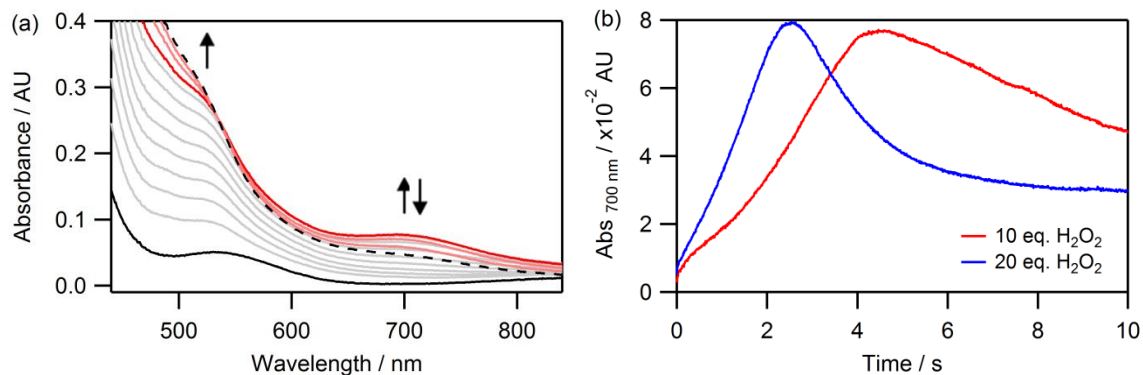 (a)
Absorbance / AU
0.4
0.3
0.2
0.1
0.0
500 600 700 800
Wavelength / nm
(b)
Abs 700 nm / x10⁻² AU
8
6
4
2
0
10 eq. H₂O₂
20 eq. H₂O₂
0 2 4 6 8 10
Time / s